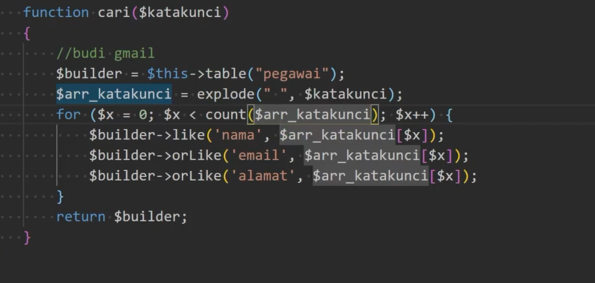 function cari($katakunci)
{
//budi gmail
$builder = $this->table("pegawai");
$arr_katakunci = explode(" ", $katakunci);
for ($x = 0; $x < count($arr_katakunci); $x++) {
$builder->like('nama', $arr_katakunci[$x]);
$builder->orLike('email', $arr_katakunci[$x]);
$builder->orLike('alamat', $arr_katakunci[$x]);
}
return $builder;
}